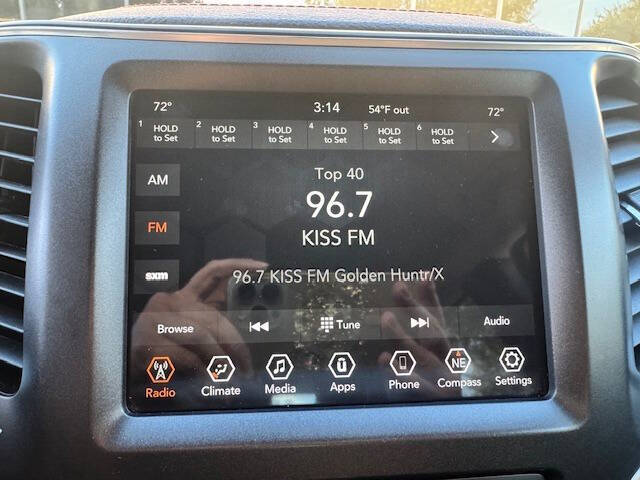 72° 3:14 54°F out 72°
1 HOLD to Set 2 HOLD to Set 3 HOLD to Set 4 HOLD to Set 5 HOLD to Set 6 HOLD to Set
AM
Top 40
96.7
FM
KISS FM
sxm
96.7 KISS FM Golden Huntr/X
Browse Tune Audio
Radio Climate Media Apps Phone NE Compass Settings